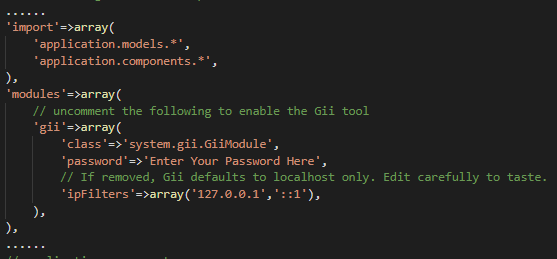 ......
'import'=>array(
    'application.models.*',
    'application.components.*',
),
'modules'=>array(
    // uncomment the following to enable the Gii tool
    'gii'=>array(
        'class'=>'system.gii.GiiModule',
        'password'=>'Enter Your Password Here',
        // If removed, Gii defaults to localhost only. Edit carefully to taste.
        'ipFilters'=>array('127.0.0.1','::1'),
    ),
),
......